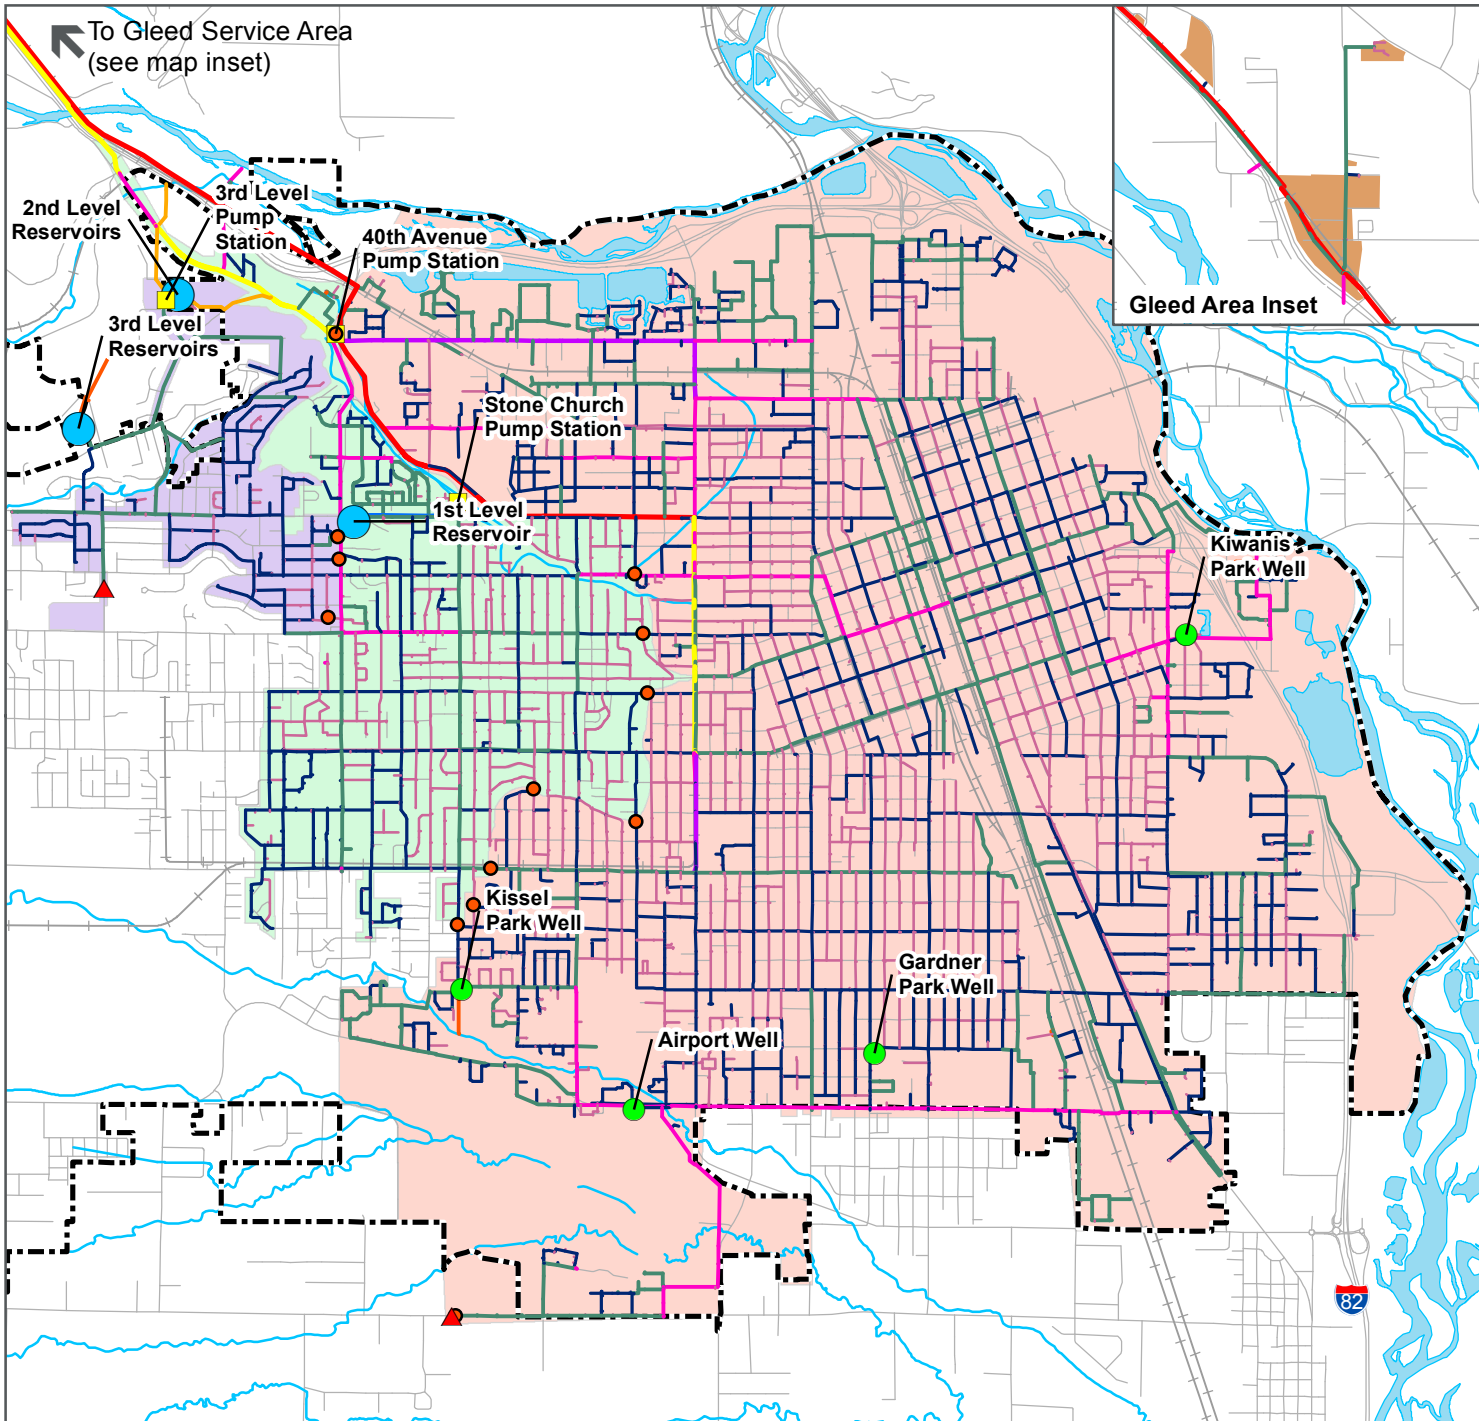 To Gleed Service Area
(see map inset)
2nd Level
Reservoirs
3rd Level
Pump
Station
40th Avenue
Pump Station
3rd Level
Reservoirs
Gleed Area Inset
Stone Church
Pump Station
1st Level
Reservoir
Kiwanis
Park Well
Kissel
Park Well
Gardner
Park Well
Airport Well
82